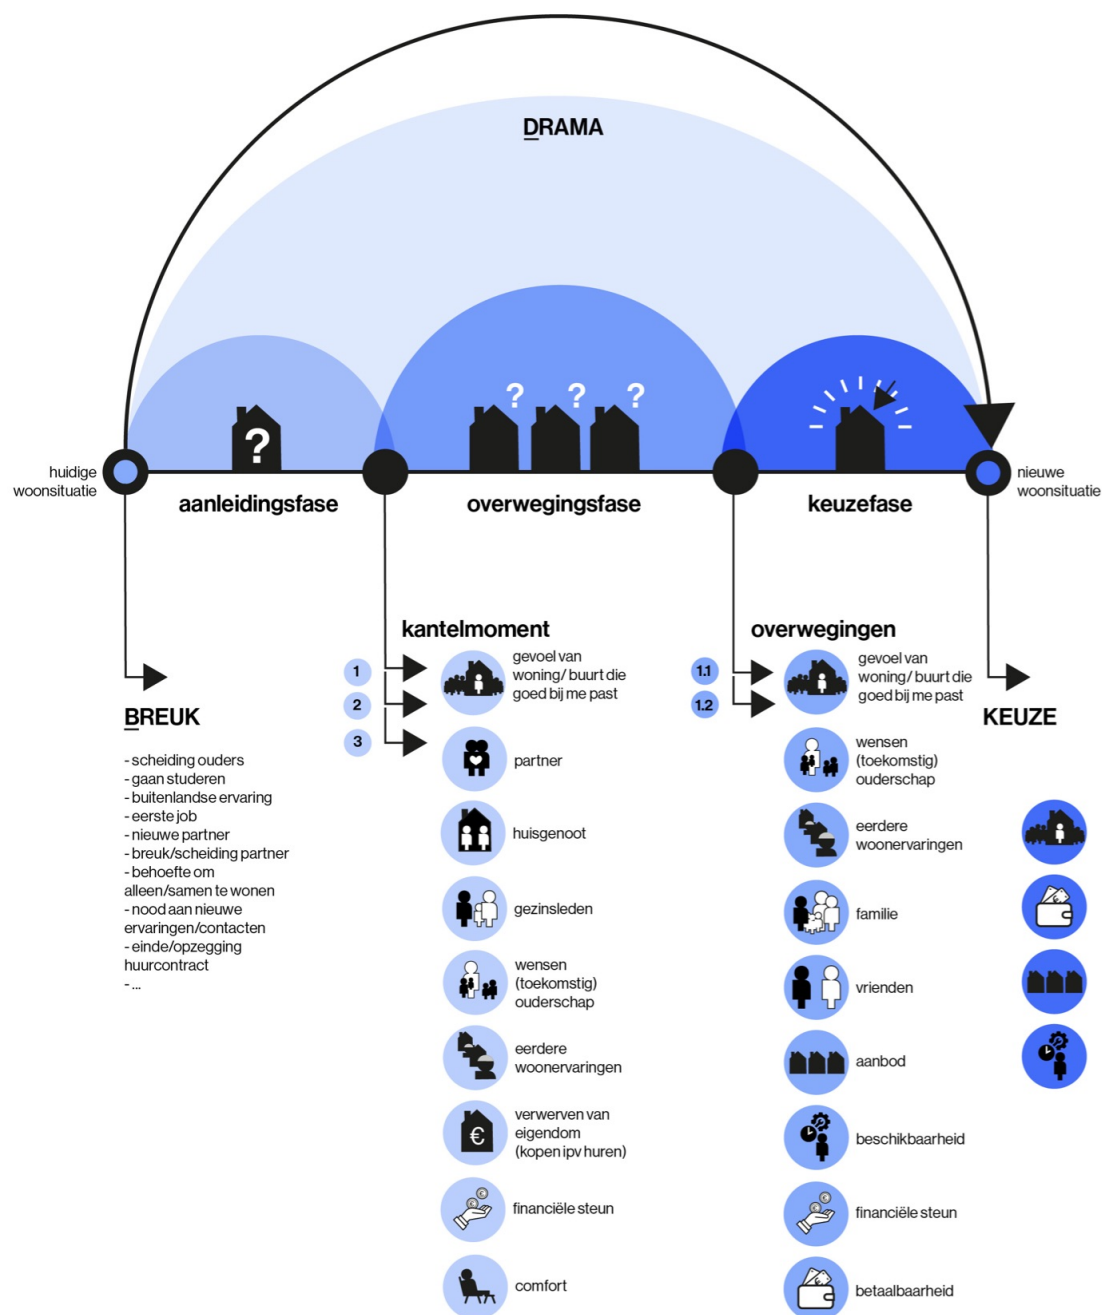 DRAMA
?
? ? ?
huidige
woonsituatie
nieuwe
woonsituatie
aanleidingsfase
overwegingsfase
keuzefase
BREUK
- scheiding ouders
- gaan studeren
- buitenlandse ervaring
- eerste job
- nieuwe partner
- breuk/scheiding partner
- behoefte om
alleen/samen te wonen
- nood aan nieuwe
ervaringen/contacten
- einde/opzegging
huurcontract
- ...
kantelmoment
1
2
3
gevoel van
woning/ buurt die
goed bij me past
partner
huisgenoot
gezinsleden
wensen
(toekomstig)
ouderschap
eerdere
woonervaringen
€
verwerven van
eigendom
(kopen ipv huren)
financiële steun
comfort
overwegingen
1.1
1.2
gevoel van
woning/ buurt die
goed bij me past
wensen
(toekomstig)
ouderschap
eerdere
woonervaringen
familie
vrienden
aanbod
beschikbaarheid
financiële steun
betaalbaarheid
KEUZE